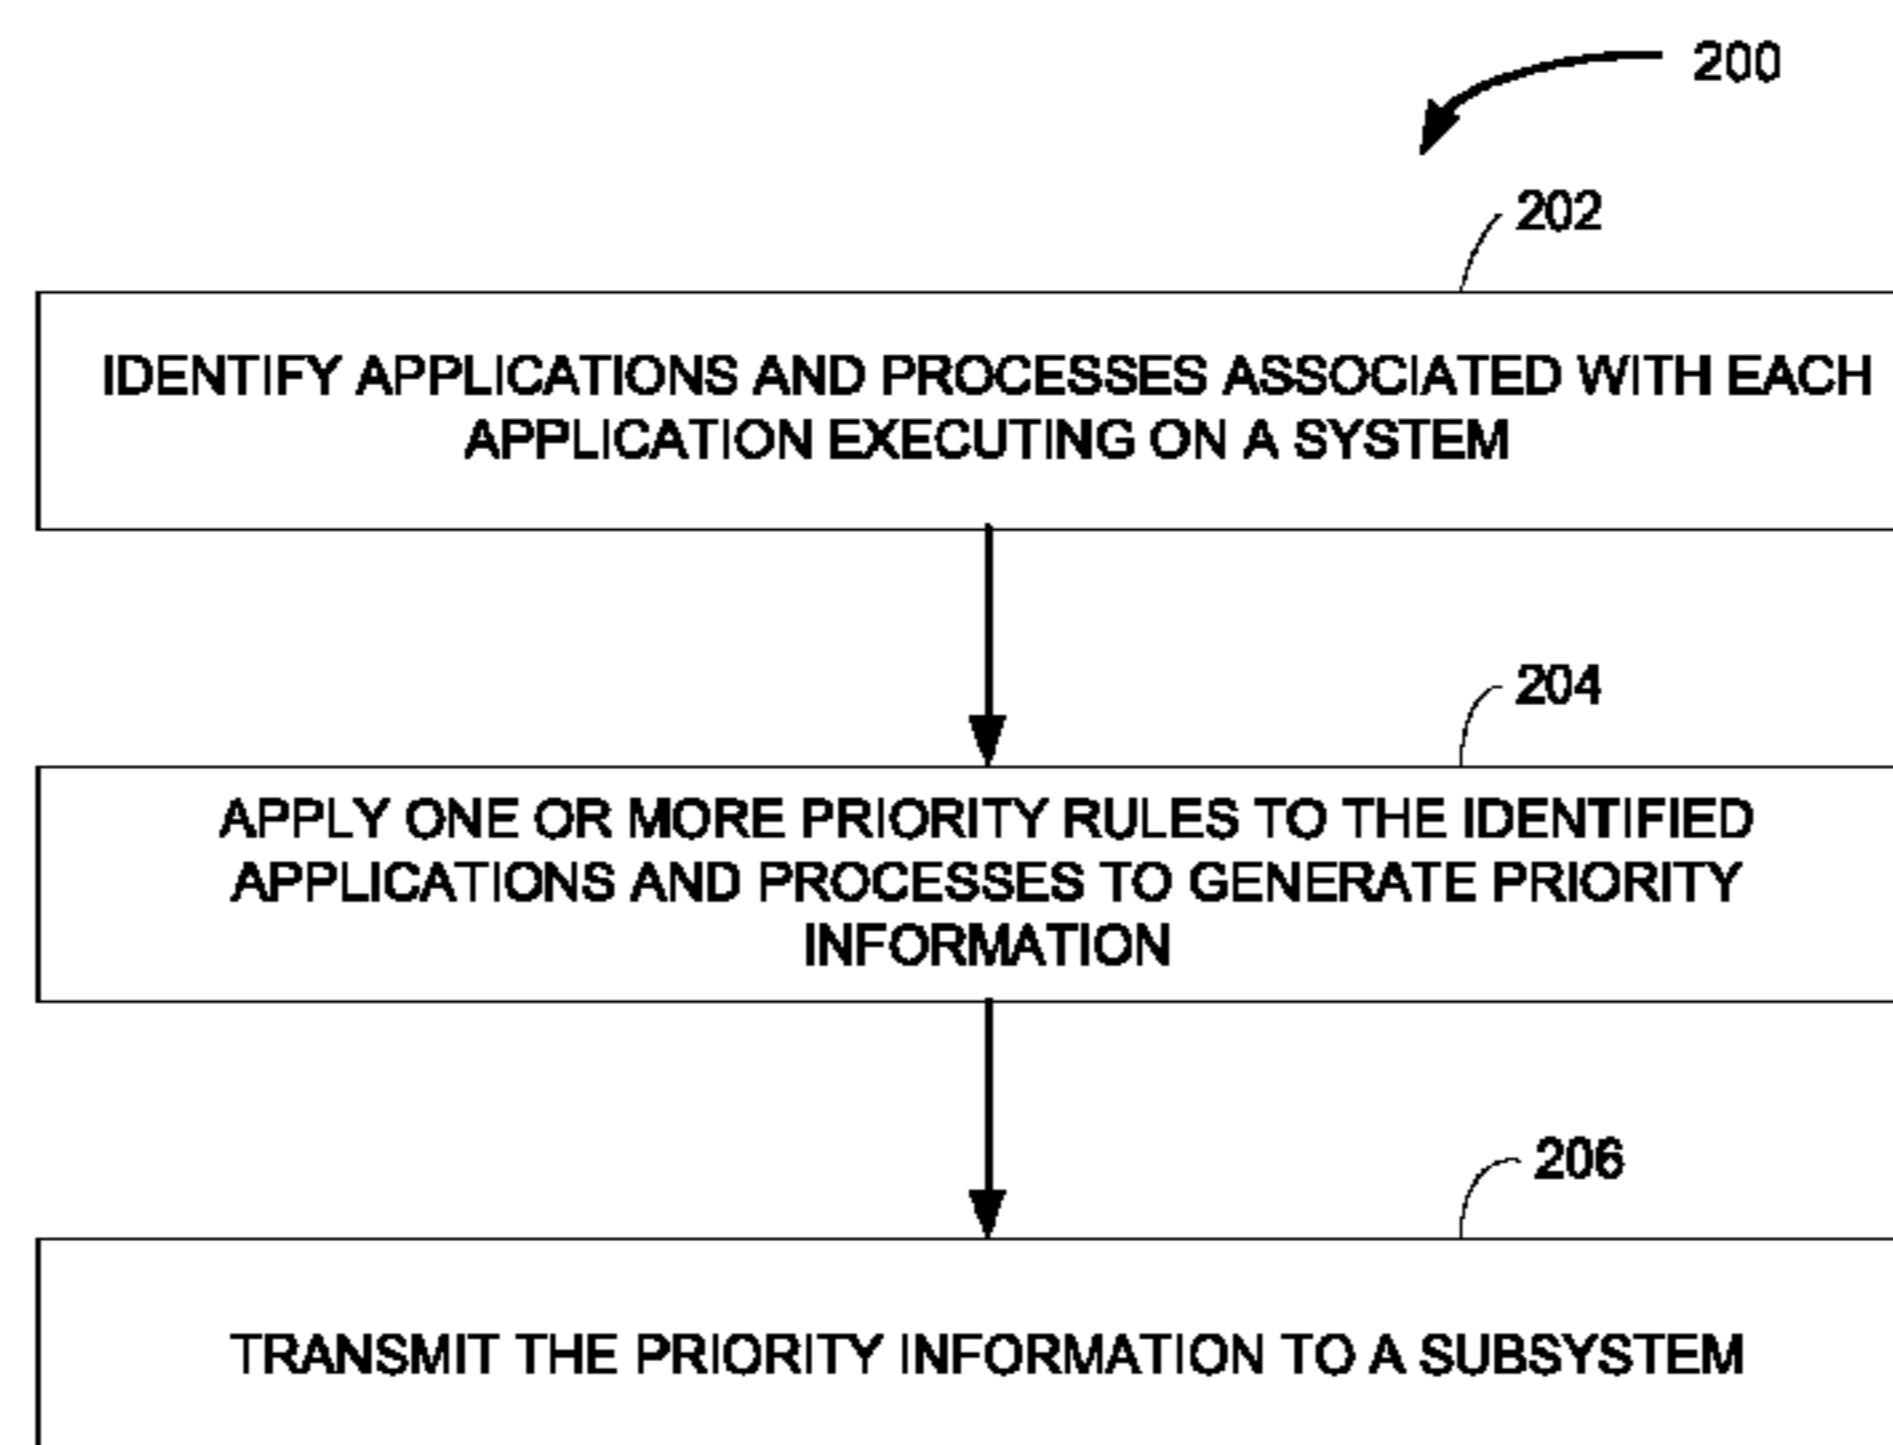 200
202
IDENTIFY APPLICATIONS AND PROCESSES ASSOCIATED WITH EACH
APPLICATION EXECUTING ON A SYSTEM
204
APPLY ONE OR MORE PRIORITY RULES TO THE IDENTIFIED
APPLICATIONS AND PROCESSES TO GENERATE PRIORITY
INFORMATION
206
TRANSMIT THE PRIORITY INFORMATION TO A SUBSYSTEM